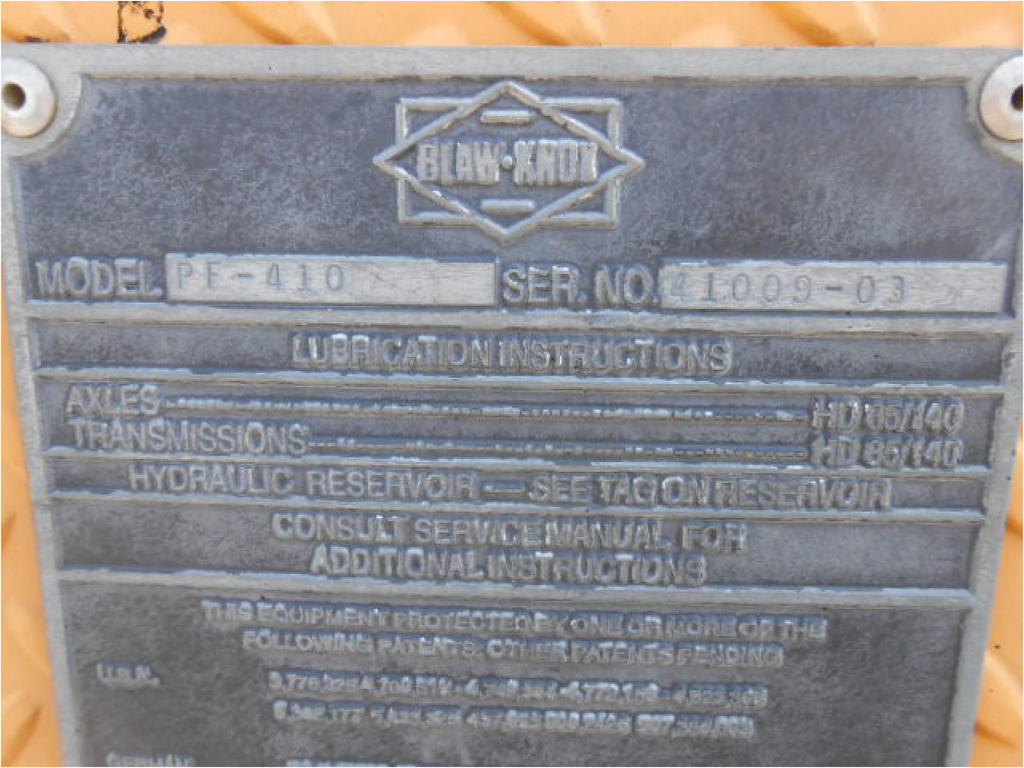 BLAW·KNOX
MODEL PF-410 SER. NO. 41009-03
LUBRICATION INSTRUCTIONS
AXLES HD 85/140
TRANSMISSIONS HD 85/140
HYDRAULIC RESERVOIR — SEE TAG ON RESERVOIR
CONSULT SERVICE MANUAL FOR
ADDITIONAL INSTRUCTIONS
THIS EQUIPMENT PROTECTED BY ONE OR MORE OF THE
FOLLOWING PATENTS. OTHER PATENTS PENDING
U.S.A.
GERMAN